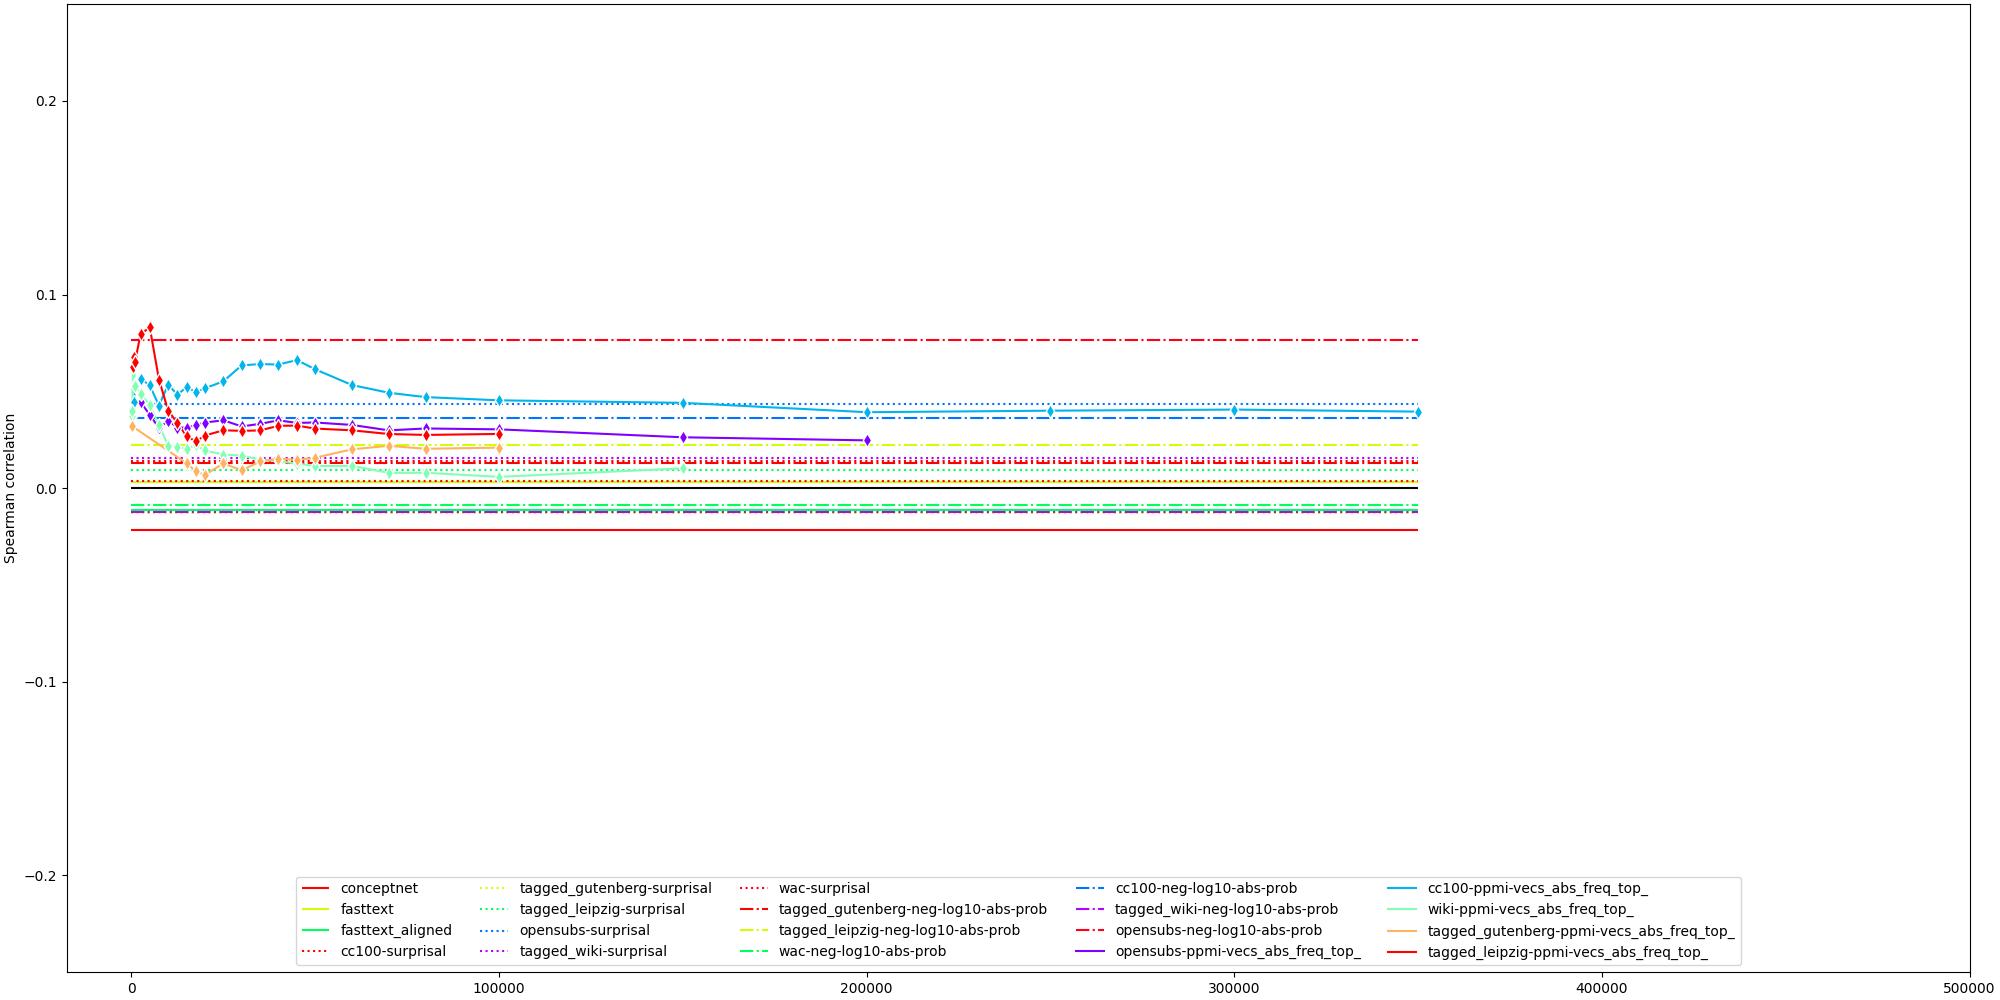 0.2
0.1
0.0
−0.1
−0.2
Spearman correlation
conceptnet
fasttext
fasttext_aligned
cc100-surprisal
tagged_gutenberg-surprisal
tagged_leipzig-surprisal
opensubs-surprisal
tagged_wiki-surprisal
wac-surprisal
tagged_gutenberg-neg-log10-abs-prob
tagged_leipzig-neg-log10-abs-prob
wac-neg-log10-abs-prob
cc100-neg-log10-abs-prob
tagged_wiki-neg-log10-abs-prob
opensubs-neg-log10-abs-prob
opensubs-ppmi-vecs_abs_freq_top_
cc100-ppmi-vecs_abs_freq_top_
wiki-ppmi-vecs_abs_freq_top_
tagged_gutenberg-ppmi-vecs_abs_freq_top_
tagged_leipzig-ppmi-vecs_abs_freq_top_
0 100000 200000 300000 400000 500000